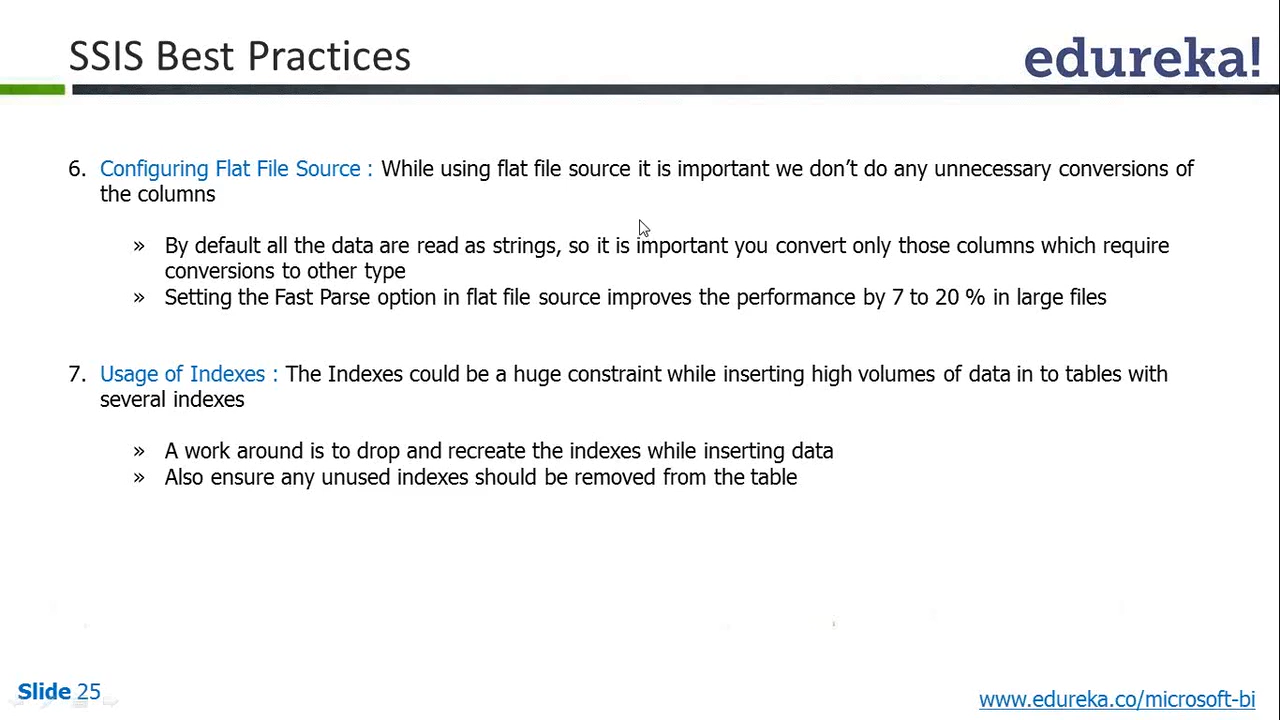 SSIS Best Practices
edureka!
6. Configuring Flat File Source : While using flat file source it is important we don’t do any unnecessary conversions of
the columns
» By default all the data are read as strings, so it is important you convert only those columns which require
conversions to other type
» Setting the Fast Parse option in flat file source improves the performance by 7 to 20 % in large files
7. Usage of Indexes : The Indexes could be a huge constraint while inserting high volumes of data in to tables with
several indexes
» A work around is to drop and recreate the indexes while inserting data
» Also ensure any unused indexes should be removed from the table
Slide 25
www.edureka.co/microsoft-bi